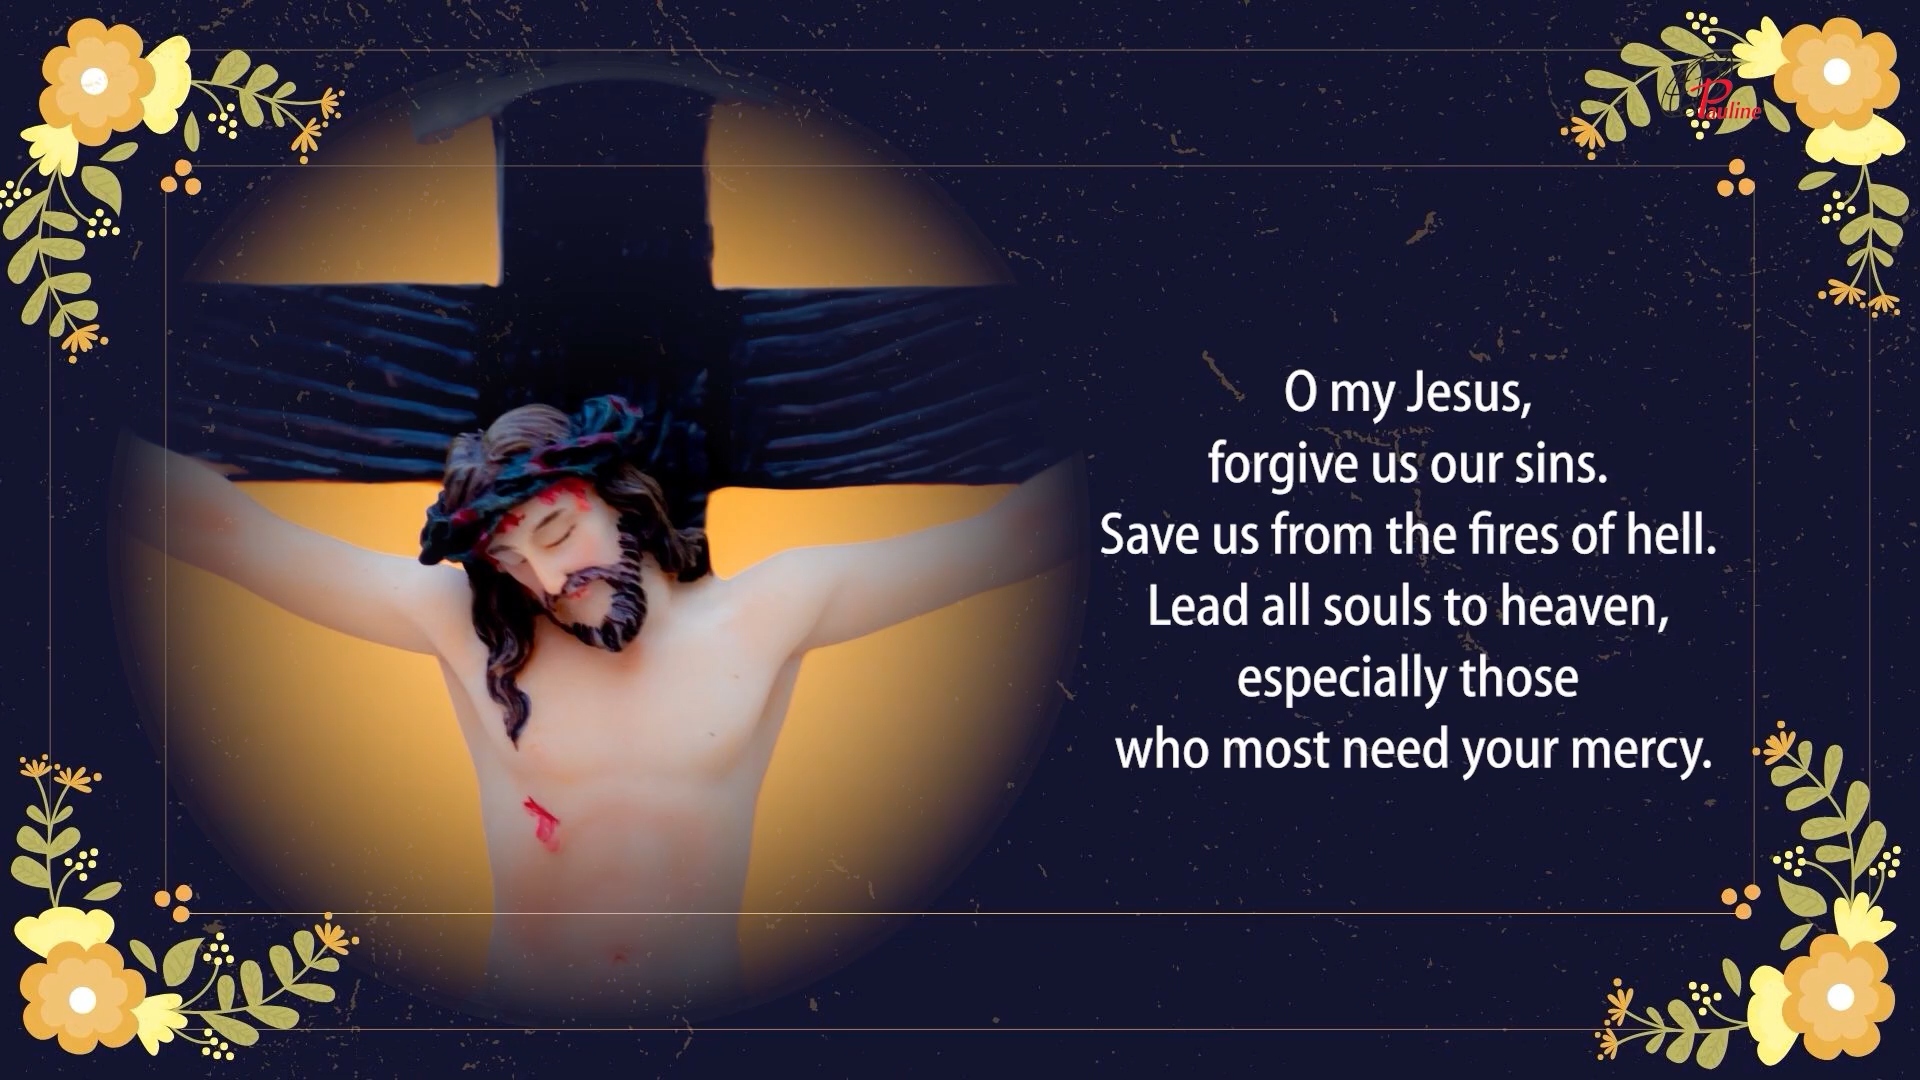 Pauline
O my Jesus,
forgive us our sins.
Save us from the fires of hell.
Lead all souls to heaven,
especially those
who most need your mercy.